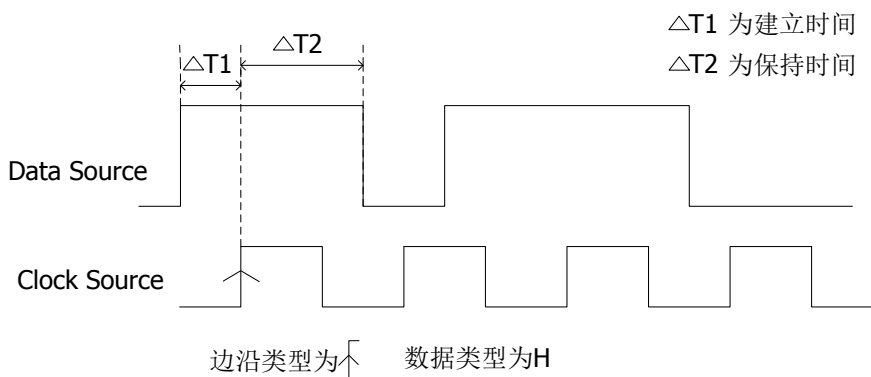 △T1 为建立时间
△T2
△T2 为保持时间
△T1
Data Source
Clock Source
边沿类型为 数据类型为H